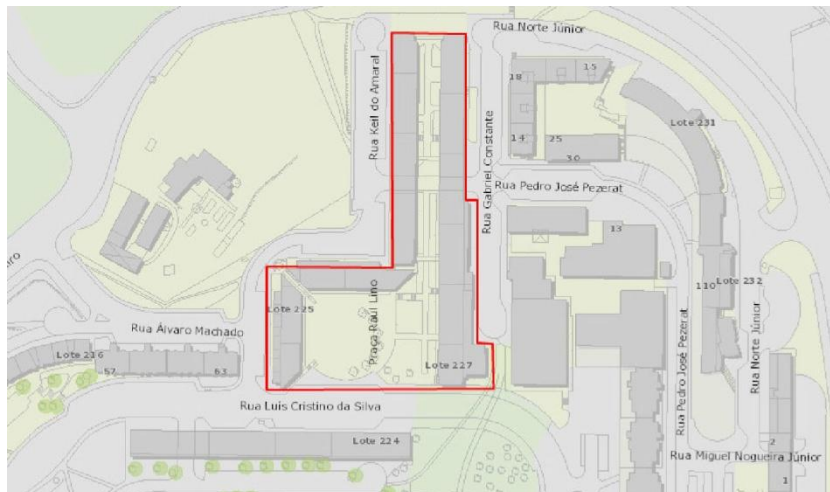 Rua Norte Júnior
15
18
Rua Keil do Amaral
Lote 231
Rua Gabriel Constante
14
25
30
Rua Pedro José Pezerat
13
110
Lote 232
Lote 225
Praça Raul Lino
Rua Álvaro Machado
Rua Norte Júnior
Rua Pedro José Pezerat
Lote 216
57
63
Lote 227
Rua Luis Cristino da Silva
Lote 224
2
Rua Miguel Nogueira Júnior
1